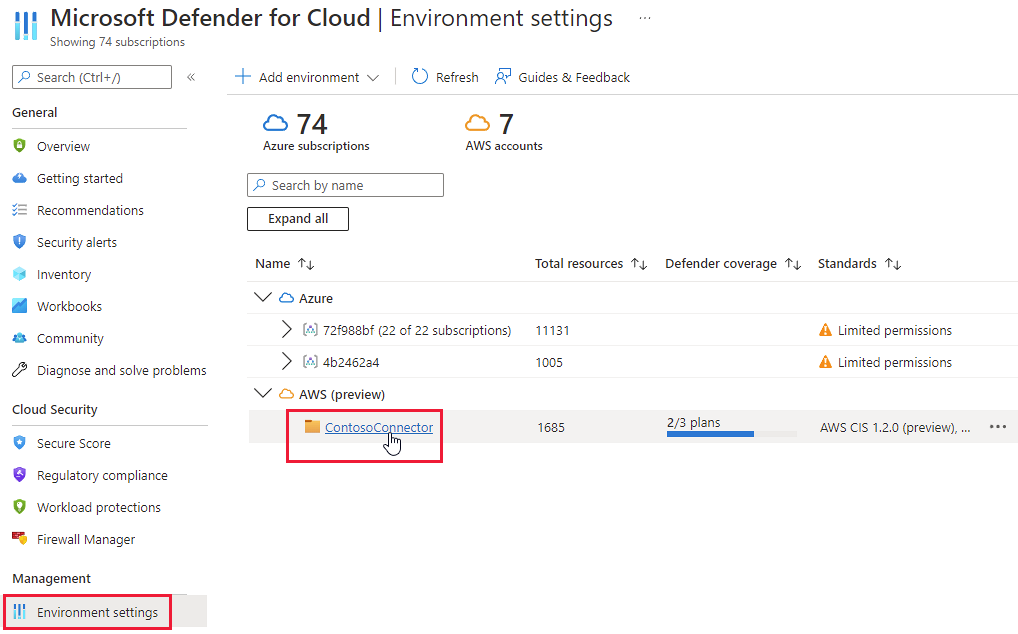 Microsoft Defender for Cloud | Environment settings ...
Showing 74 subscriptions
Search (Ctrl+/)
«
Add environment
Refresh
Guides & Feedback
General
Overview
Getting started
Recommendations
Security alerts
Inventory
Workbooks
Community
Diagnose and solve problems
Cloud Security
Secure Score
Regulatory compliance
Workload protections
Firewall Manager
Management
Environment settings
74
Azure subscriptions
7
AWS accounts
Search by name
Expand all
Name Total resources Defender coverage Standards
Azure
72f988bf (22 of 22 subscriptions) 11131 Limited permissions
4b2462a4 1005 Limited permissions
AWS (preview)
ContosoConnector 1685 2/3 plans AWS CIS 1.2.0 (preview), ... •••